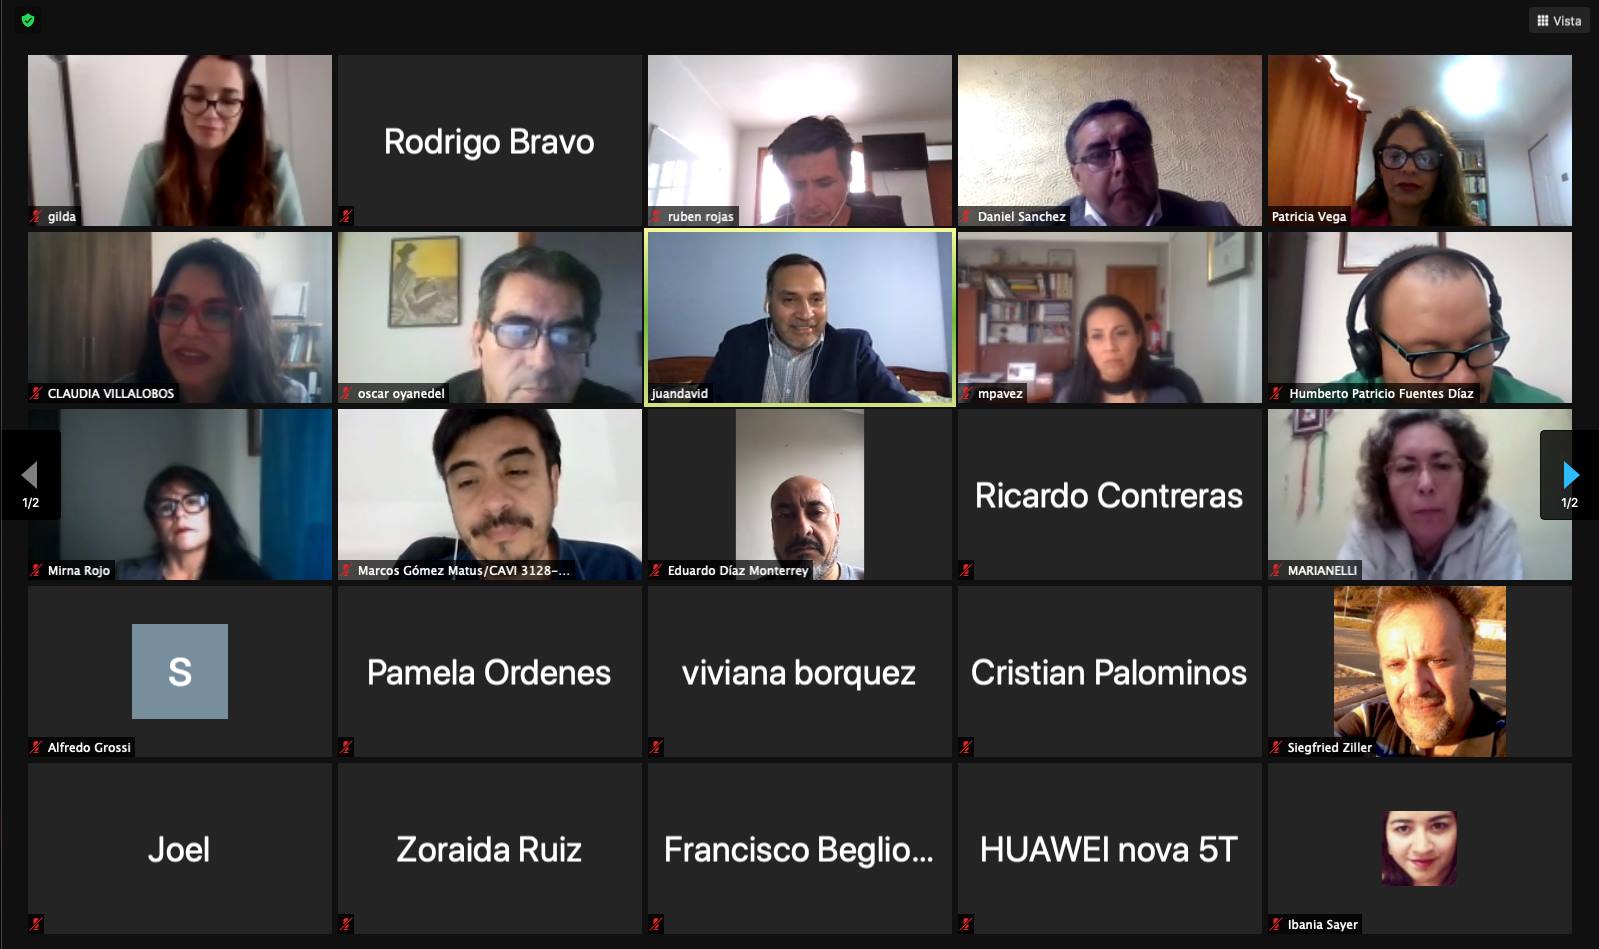 Vista
gilda
Rodrigo Bravo
ruben rojas
Daniel Sanchez
Patricia Vega
CLAUDIA VILLALOBOS
oscar oyanedel
juandavid
mpavez
Humberto Patricio Fuentes Díaz
1/2
1/2
Mirna Rojo
Marcos Gómez Matus/CAVI 3128-...
Eduardo Díaz Monterrey
Ricardo Contreras
MARIANELLI
S
Alfredo Grossi
Pamela Ordenes
viviana borquez
Cristian Palominos
Siegfried Ziller
Joel
Zoraida Ruiz
Francisco Beglio...
HUAWEI nova 5T
Ibania Sayer